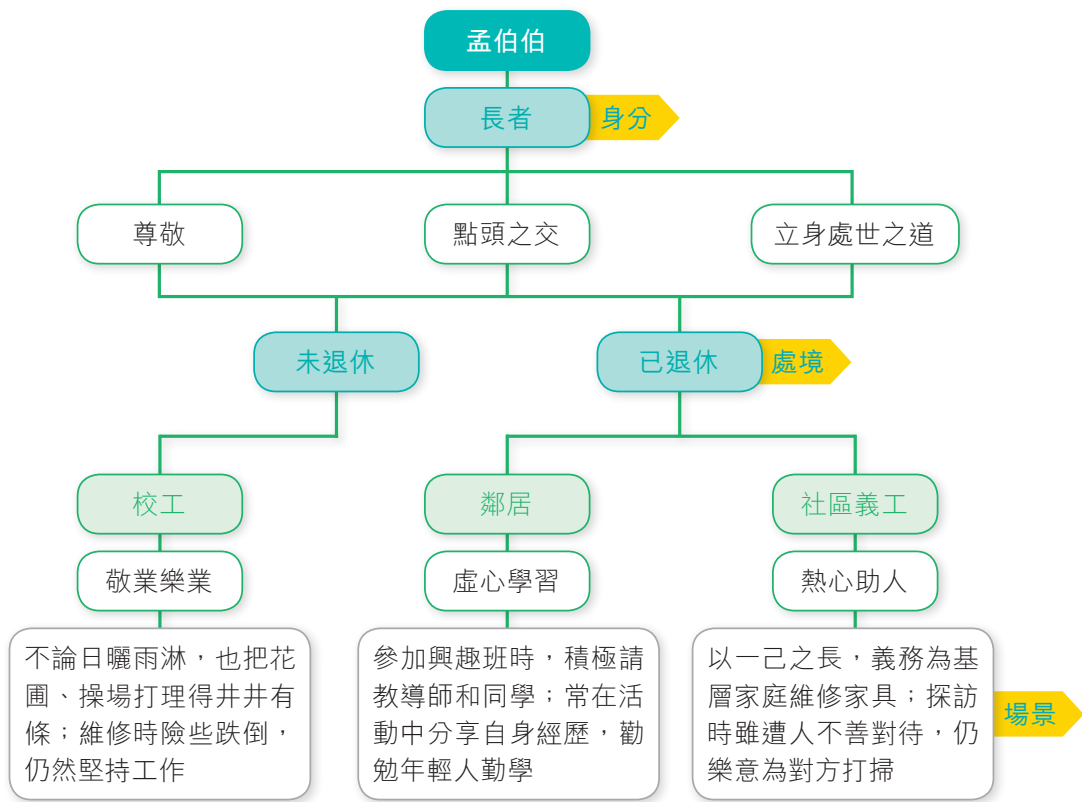 孟伯伯
長者
身分
尊敬
點頭之交
立身處世之道
未退休
已退休
處境
校工
鄰居
社區義工
敬業樂業
虛心學習
熱心助人
不論日曬雨淋，也把花
圃、操場打理得井井有
條；維修時險些跌倒，
仍然堅持工作
參加興趣班時，積極請
教導師和同學；常在活
動中分享自身經歷，勸
勉年輕人勤學
以一己之長，義務為基
層家庭維修家具；探訪
時雖遭人不善對待，仍
樂意為對方打掃
場景